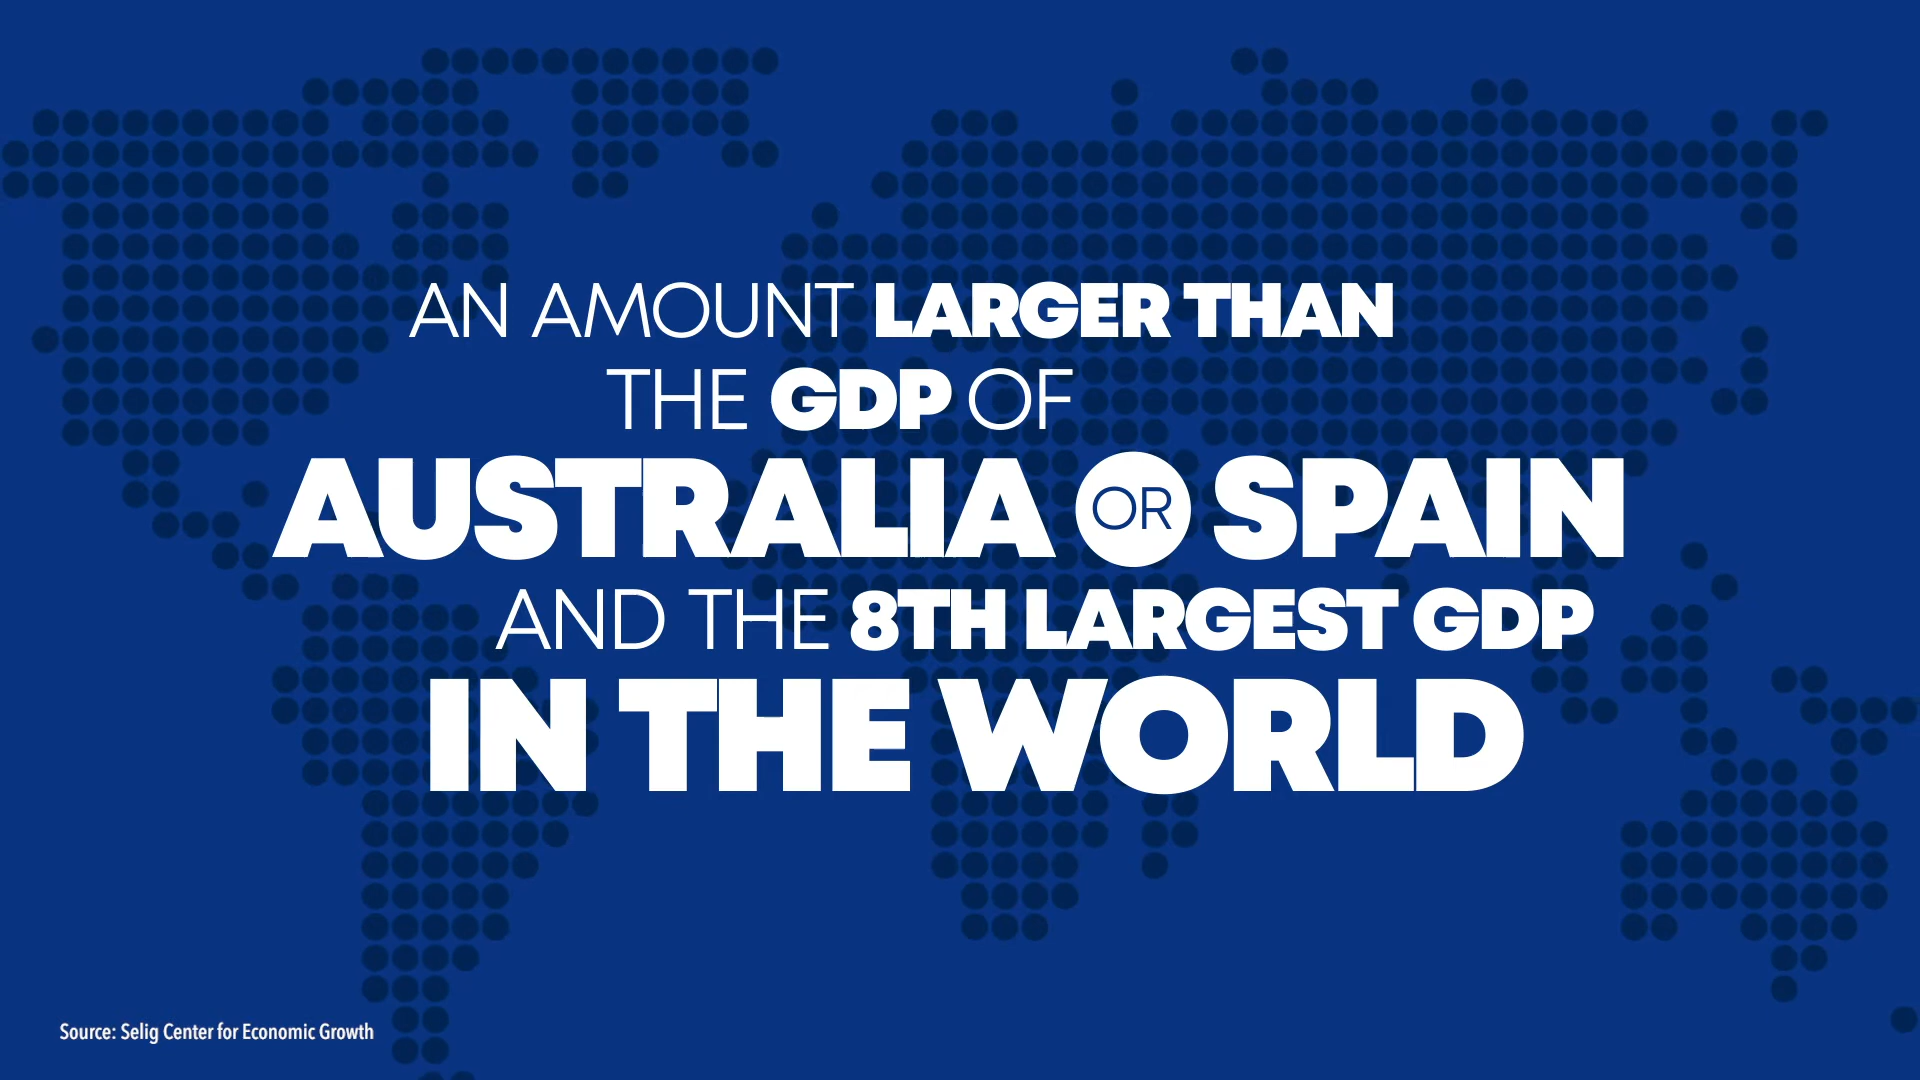 AN AMOUNT LARGER THAN
THE GDP OF
AUSTRALIA OR SPAIN
AND THE 8TH LARGEST GDP
IN THE WORLD
Source: Selig Center for Economic Growth